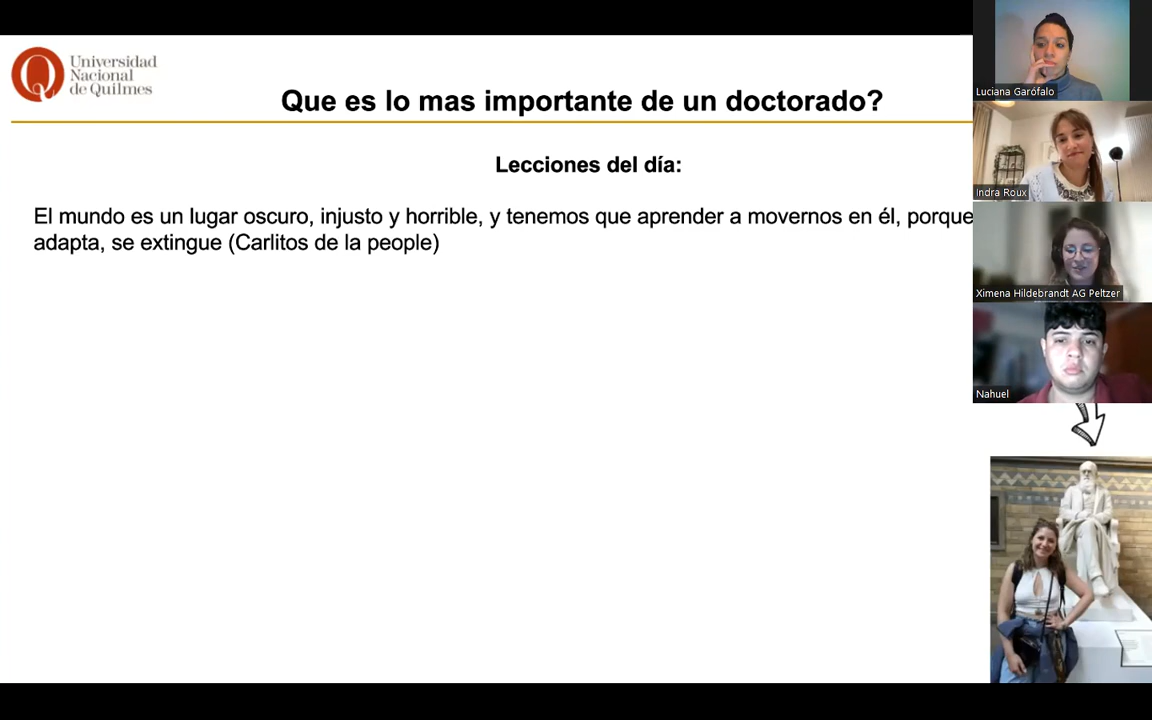 Universidad
Nacional
de Quilmes
Que es lo mas importante de un doctorado?
Lecciones del día:
El mundo es un lugar oscuro, injusto y horrible, y tenemos que aprender a movernos en él, porque
adapta, se extingue (Carlitos de la people)
Luciana Garófalo
Indra Roux
Ximena Hildebrandt AG Peltzer
Nahuel